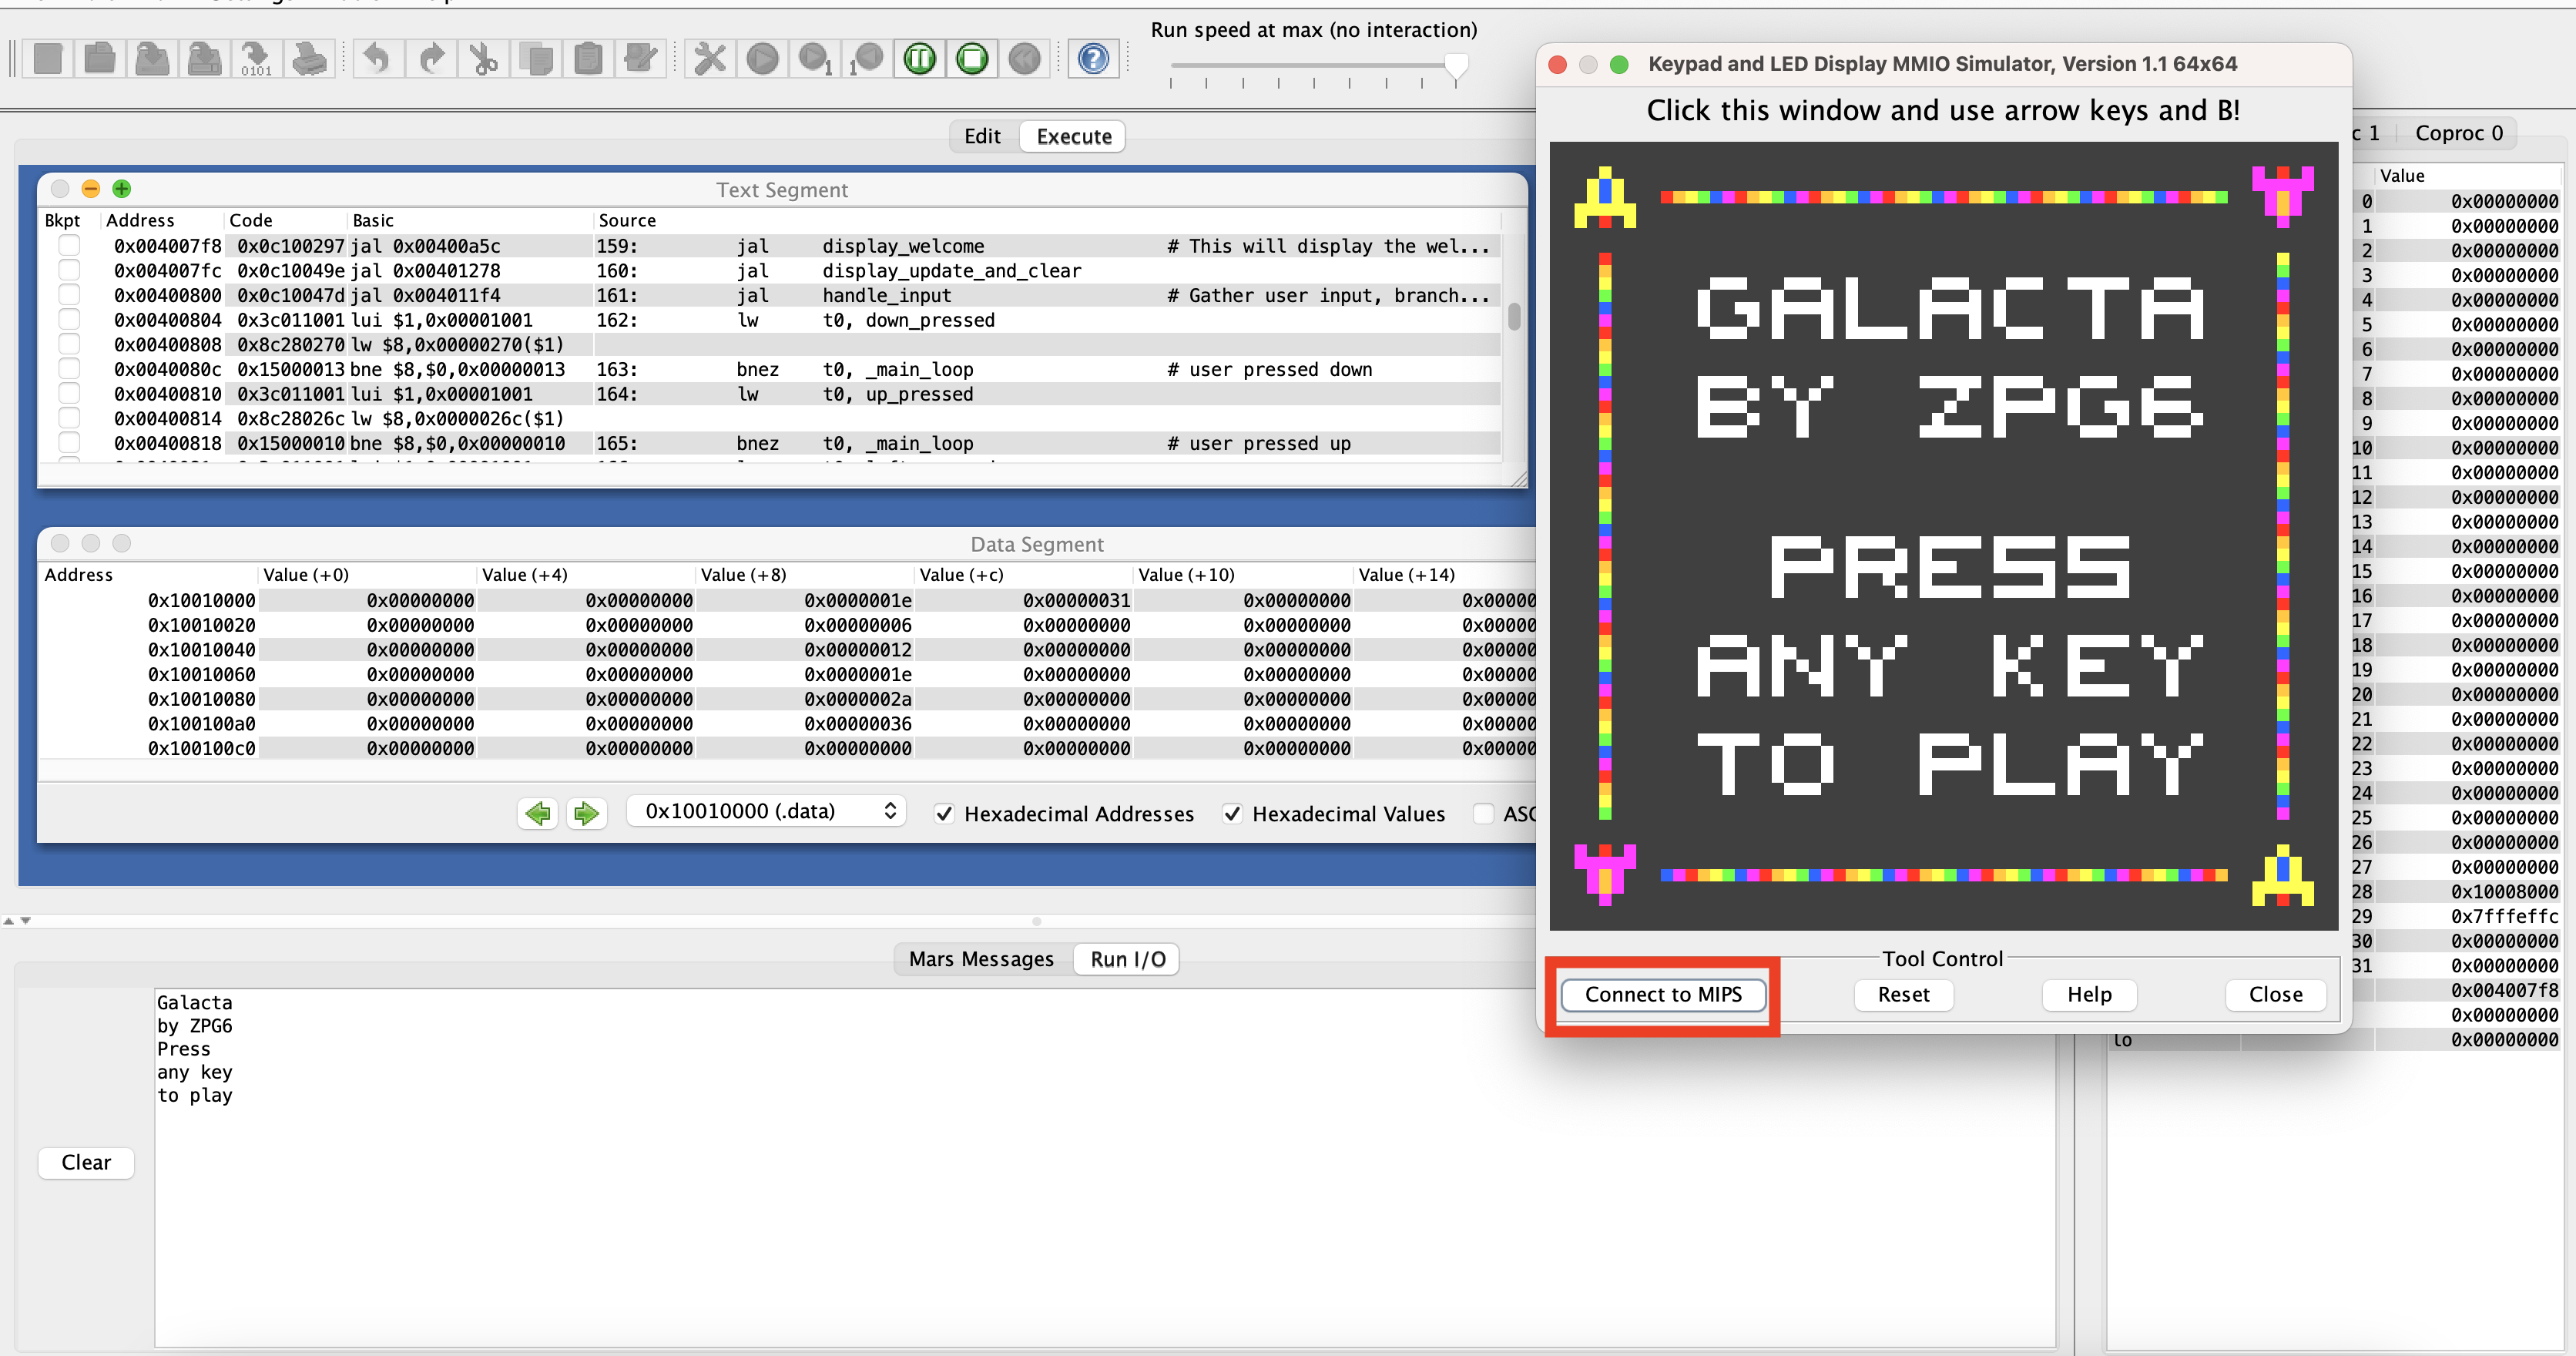 Run speed at max (no interaction)
0101
1
1
Edit
Execute
Text Segment
Bkpt Address Code Basic Source
0x004007f8 0x0c100297 jal 0x00400a5c 159: jal display_welcome # This will display the wel...
0x004007fc 0x0c10049e jal 0x00401278 160: jal display_update_and_clear
0x00400800 0x0c10047d jal 0x004011f4 161: jal handle_input # Gather user input, branch...
0x00400804 0x3c011001 lui $1,0x00001001 162: lw t0, down_pressed
0x00400808 0x8c280270 lw $8,0x00000270($1)
0x0040080c 0x15000013 bne $8,$0,0x00000013 163: bnez t0, _main_loop # user pressed down
0x00400810 0x3c011001 lui $1,0x00001001 164: lw t0, up_pressed
0x00400814 0x8c28026c lw $8,0x0000026c($1)
0x00400818 0x15000010 bne $8,$0,0x00000010 165: bnez t0, _main_loop # user pressed up
Data Segment
Address Value (+0) Value (+4) Value (+8) Value (+c) Value (+10) Value (+14)
0x10010000 0x00000000 0x00000000 0x0000001e 0x00000031 0x00000000 0x00000
0x10010020 0x00000000 0x00000000 0x00000006 0x00000000 0x00000000 0x00000
0x10010040 0x00000000 0x00000000 0x00000012 0x00000000 0x00000000 0x00000
0x10010060 0x00000000 0x00000000 0x0000001e 0x00000000 0x00000000 0x00000
0x10010080 0x00000000 0x00000000 0x0000002a 0x00000000 0x00000000 0x00000
0x100100a0 0x00000000 0x00000000 0x00000036 0x00000000 0x00000000 0x00000
0x100100c0 0x00000000 0x00000000 0x00000000 0x00000000 0x00000000 0x00000
0x10010000 (.data) Hexadecimal Addresses Hexadecimal Values ASC
Mars Messages
Run I/O
Galacta
by ZPG6
Press
any key
to play
Clear
Keypad and LED Display MMIO Simulator, Version 1.1 64x64
Click this window and use arrow keys and B!
GALACTA
BY ZPG6
PRESS
ANY KEY
TO PLAY
Tool Control
Connect to MIPS
Reset
Help
Close
c 1
Coproc 0
Value
0 0x00000000
1 0x00000000
2 0x00000000
3 0x00000000
4 0x00000000
5 0x00000000
6 0x00000000
7 0x00000000
8 0x00000000
9 0x00000000
10 0x00000000
11 0x00000000
12 0x00000000
13 0x00000000
14 0x00000000
15 0x00000000
16 0x00000000
17 0x00000000
18 0x00000000
19 0x00000000
20 0x00000000
21 0x00000000
22 0x00000000
23 0x00000000
24 0x00000000
25 0x00000000
26 0x00000000
27 0x00000000
28 0x10008000
29 0x7fffeffc
30 0x00000000
31 0x00000000
0x004007f8
0x00000000
lo 0x00000000